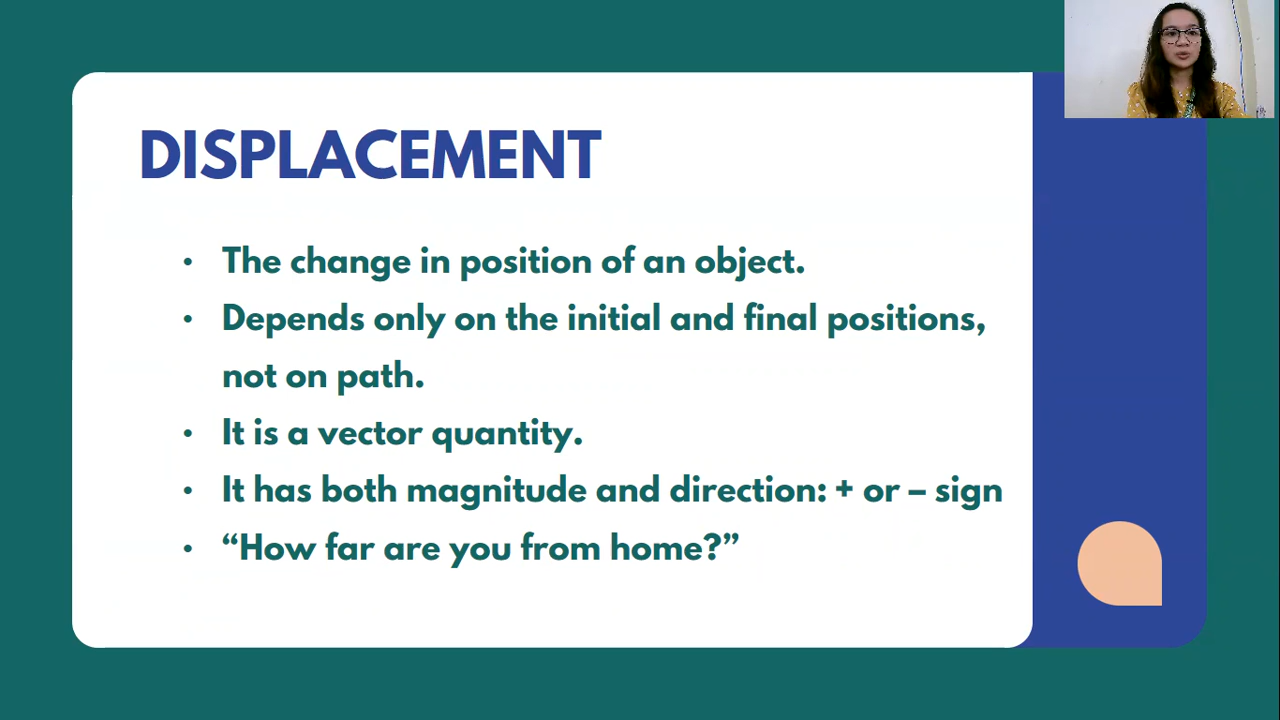 DISPLACEMENT
• The change in position of an object.
• Depends only on the initial and final positions,
not on path.
• It is a vector quantity.
• It has both magnitude and direction: + or – sign
• “How far are you from home?”